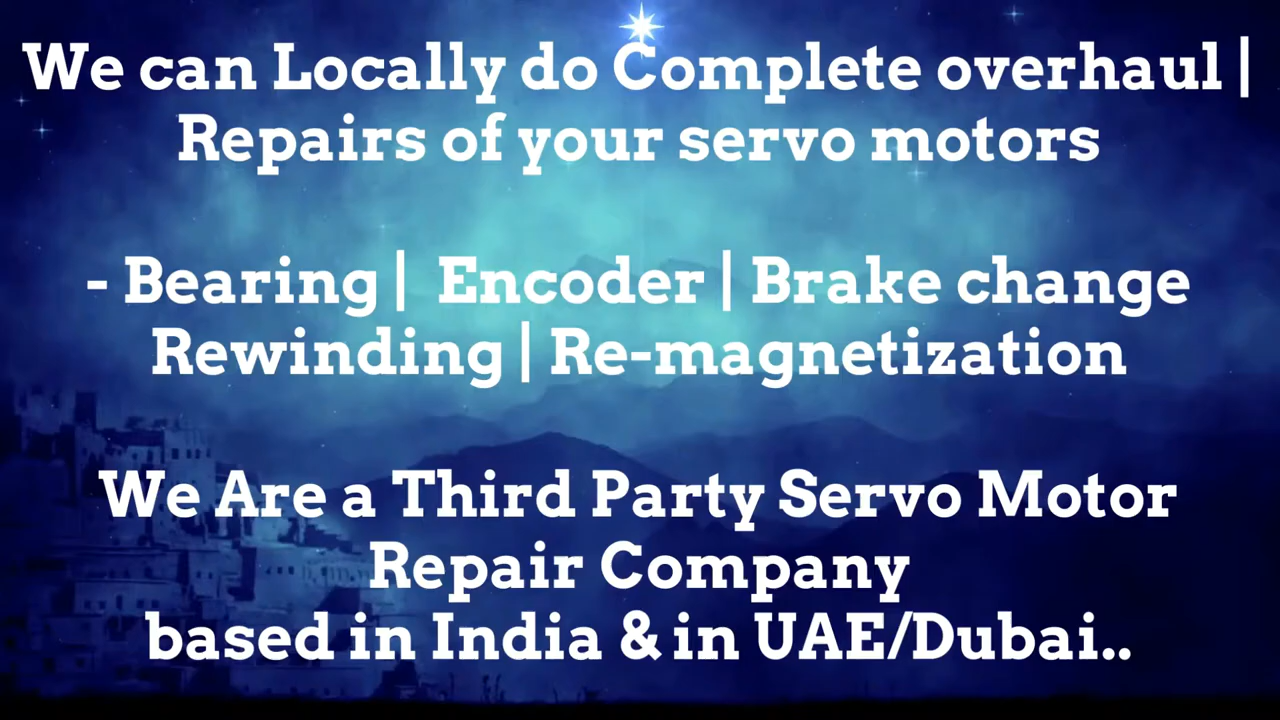 We can Locally do Complete overhaul |
Repairs of your servo motors
- Bearing | Encoder | Brake change
Rewinding | Re-magnetization
We Are a Third Party Servo Motor
Repair Company
based in India & in UAE/Dubai..